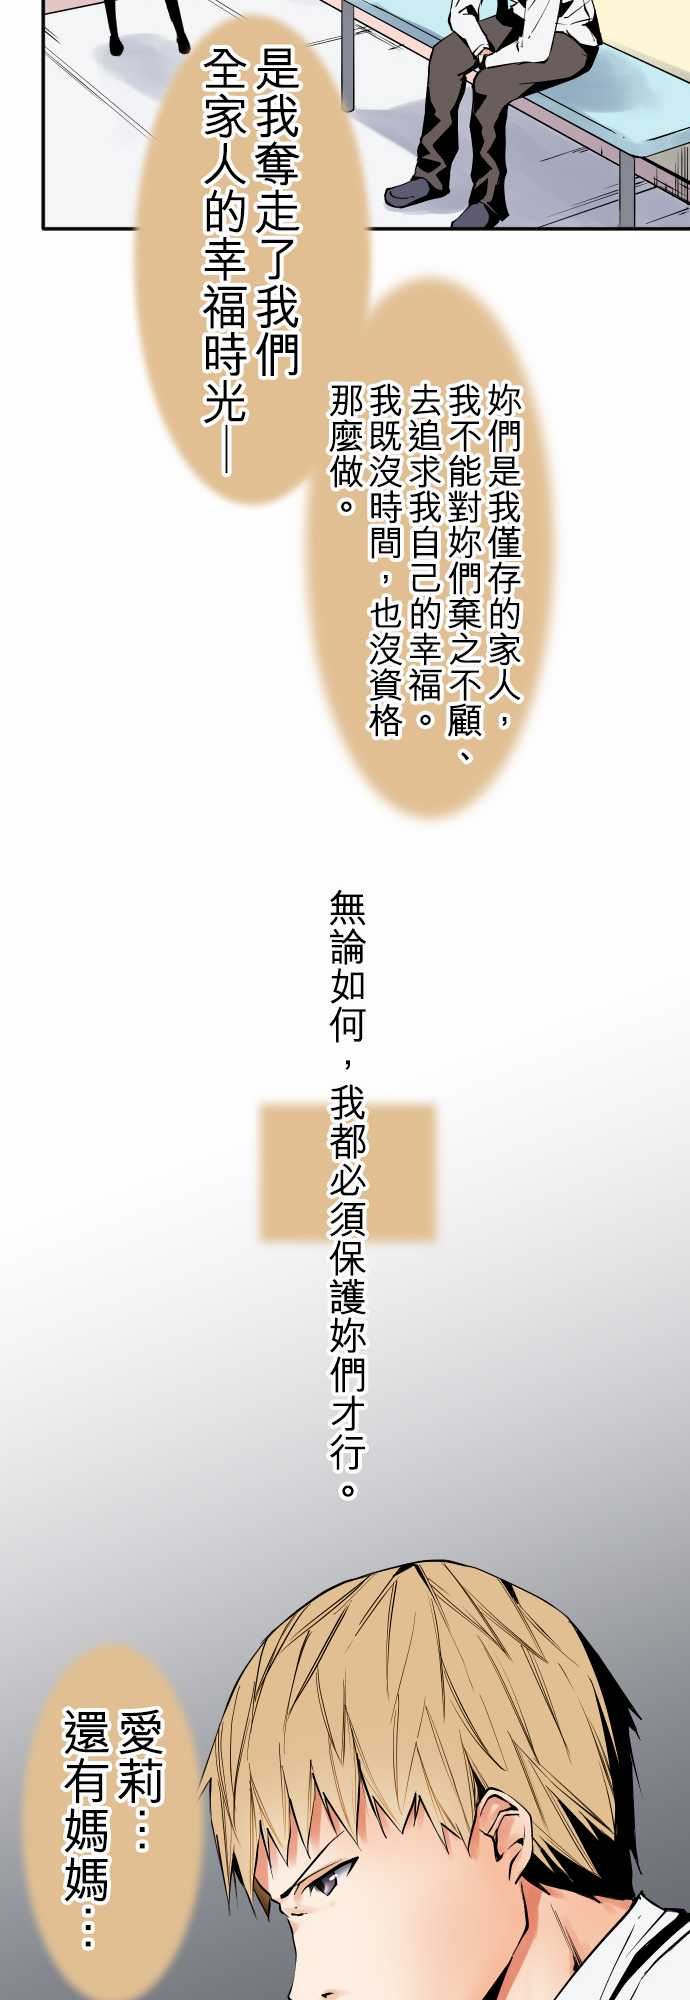 是我奪走了我們
全家人的幸福時光—
妳們是我僅存的家人，
我不能對妳們棄之不顧、
去追求我自己的幸福。
我既沒時間，也沒資格
那麼做。
無論如何，我都必須保護妳們才行。
愛莉…
還有媽媽…